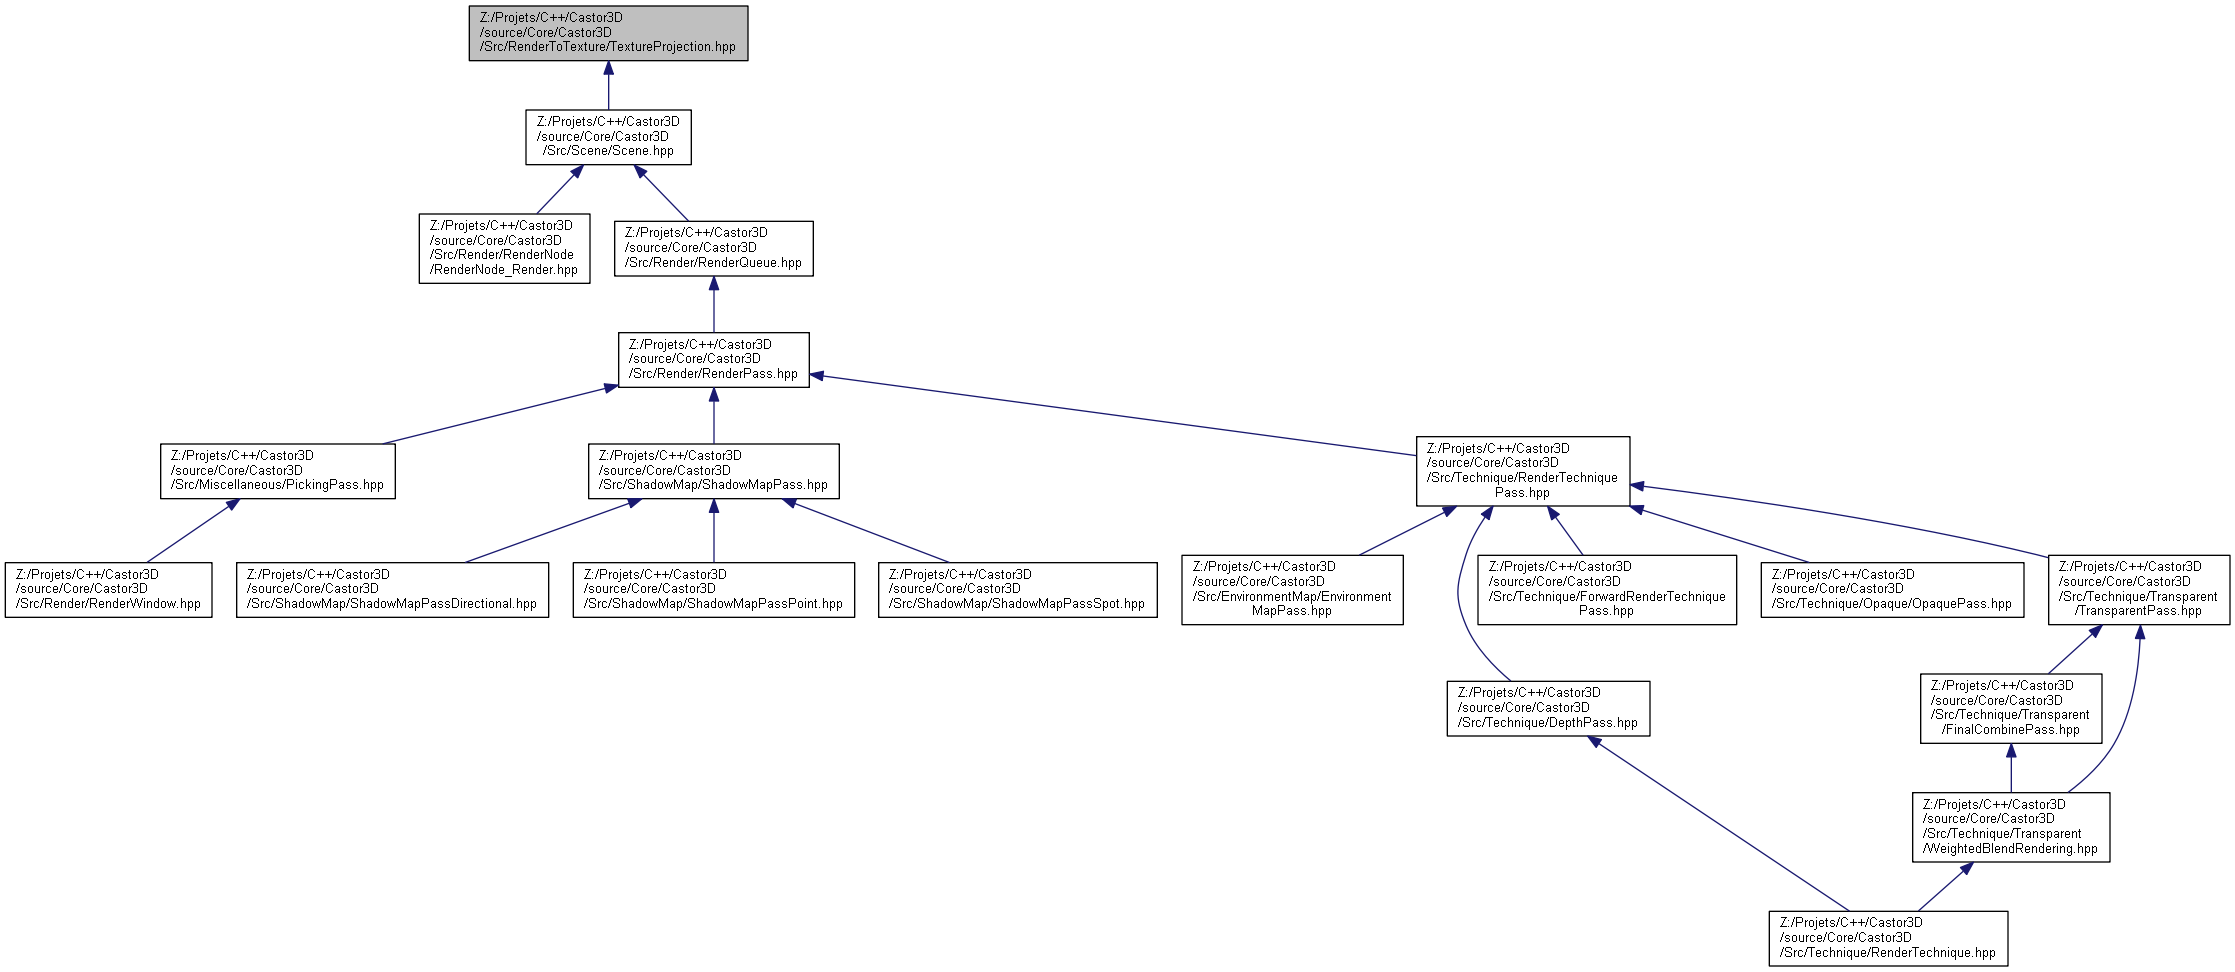 Z:/Projets/C++/Castor3D
/source/Core/Castor3D
/Src/RenderToTexture/TextureProjection.hpp
Z:/Projets/C++/Castor3D
/source/Core/Castor3D
/Src/Scene/Scene.hpp
Z:/Projets/C++/Castor3D
/source/Core/Castor3D
/Src/Render/RenderNode
/RenderNode_Render.hpp
Z:/Projets/C++/Castor3D
/source/Core/Castor3D
/Src/Render/RenderQueue.hpp
Z:/Projets/C++/Castor3D
/source/Core/Castor3D
/Src/Render/RenderPass.hpp
Z:/Projets/C++/Castor3D
/source/Core/Castor3D
/Src/Miscellaneous/PickingPass.hpp
Z:/Projets/C++/Castor3D
/source/Core/Castor3D
/Src/ShadowMap/ShadowMapPass.hpp
Z:/Projets/C++/Castor3D
/source/Core/Castor3D
/Src/Technique/RenderTechnique
Pass.hpp
Z:/Projets/C++/Castor3D
/source/Core/Castor3D
/Src/Render/RenderWindow.hpp
Z:/Projets/C++/Castor3D
/source/Core/Castor3D
/Src/ShadowMap/ShadowMapPassDirectional.hpp
Z:/Projets/C++/Castor3D
/source/Core/Castor3D
/Src/ShadowMap/ShadowMapPassPoint.hpp
Z:/Projets/C++/Castor3D
/source/Core/Castor3D
/Src/ShadowMap/ShadowMapPassSpot.hpp
Z:/Projets/C++/Castor3D
/source/Core/Castor3D
/Src/EnvironmentMap/Environment
MapPass.hpp
Z:/Projets/C++/Castor3D
/source/Core/Castor3D
/Src/Technique/ForwardRenderTechnique
Pass.hpp
Z:/Projets/C++/Castor3D
/source/Core/Castor3D
/Src/Technique/Opaque/OpaquePass.hpp
Z:/Projets/C++/Castor3D
/source/Core/Castor3D
/Src/Technique/Transparent
/TransparentPass.hpp
Z:/Projets/C++/Castor3D
/source/Core/Castor3D
/Src/Technique/DepthPass.hpp
Z:/Projets/C++/Castor3D
/source/Core/Castor3D
/Src/Technique/Transparent
/FinalCombinePass.hpp
Z:/Projets/C++/Castor3D
/source/Core/Castor3D
/Src/Technique/Transparent
/WeightedBlendRendering.hpp
Z:/Projets/C++/Castor3D
/source/Core/Castor3D
/Src/Technique/RenderTechnique.hpp